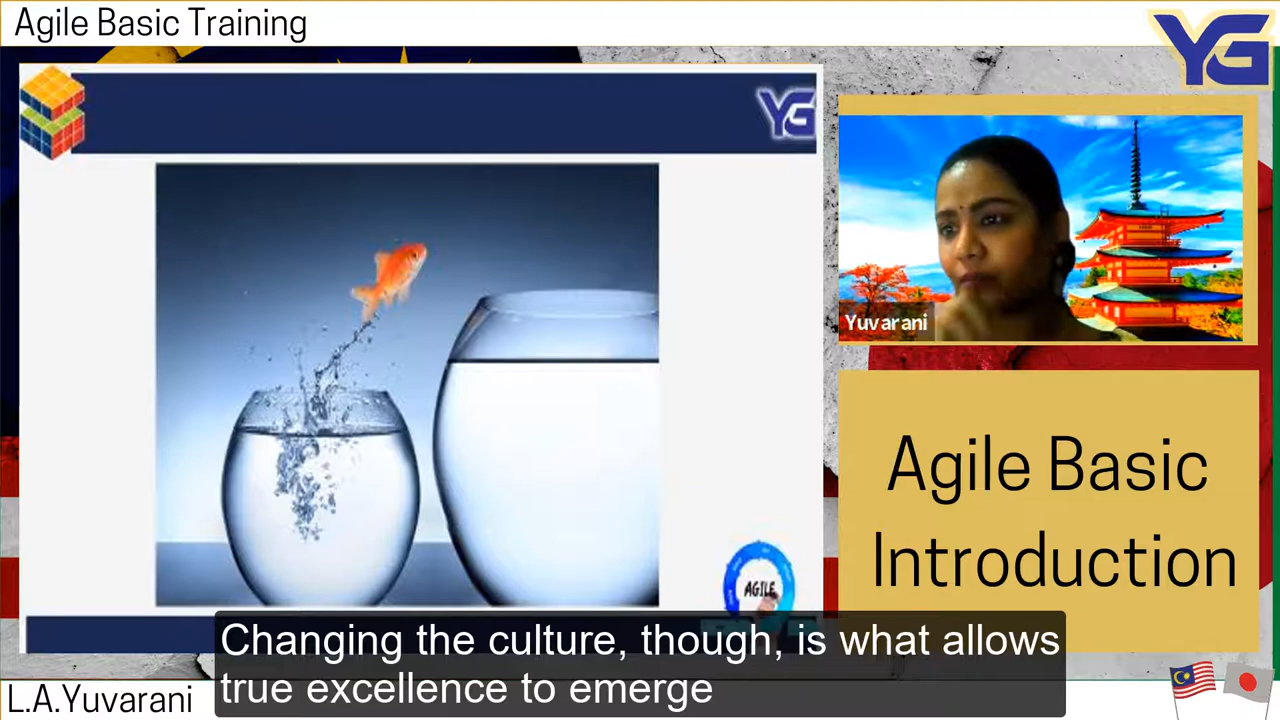 Agile Basic Training
YG
YG
Yuvarani
Agile Basic
Introduction
AGILE
Changing the culture, though, is what allows
true excellence to emerge
L.A.Yuvarani